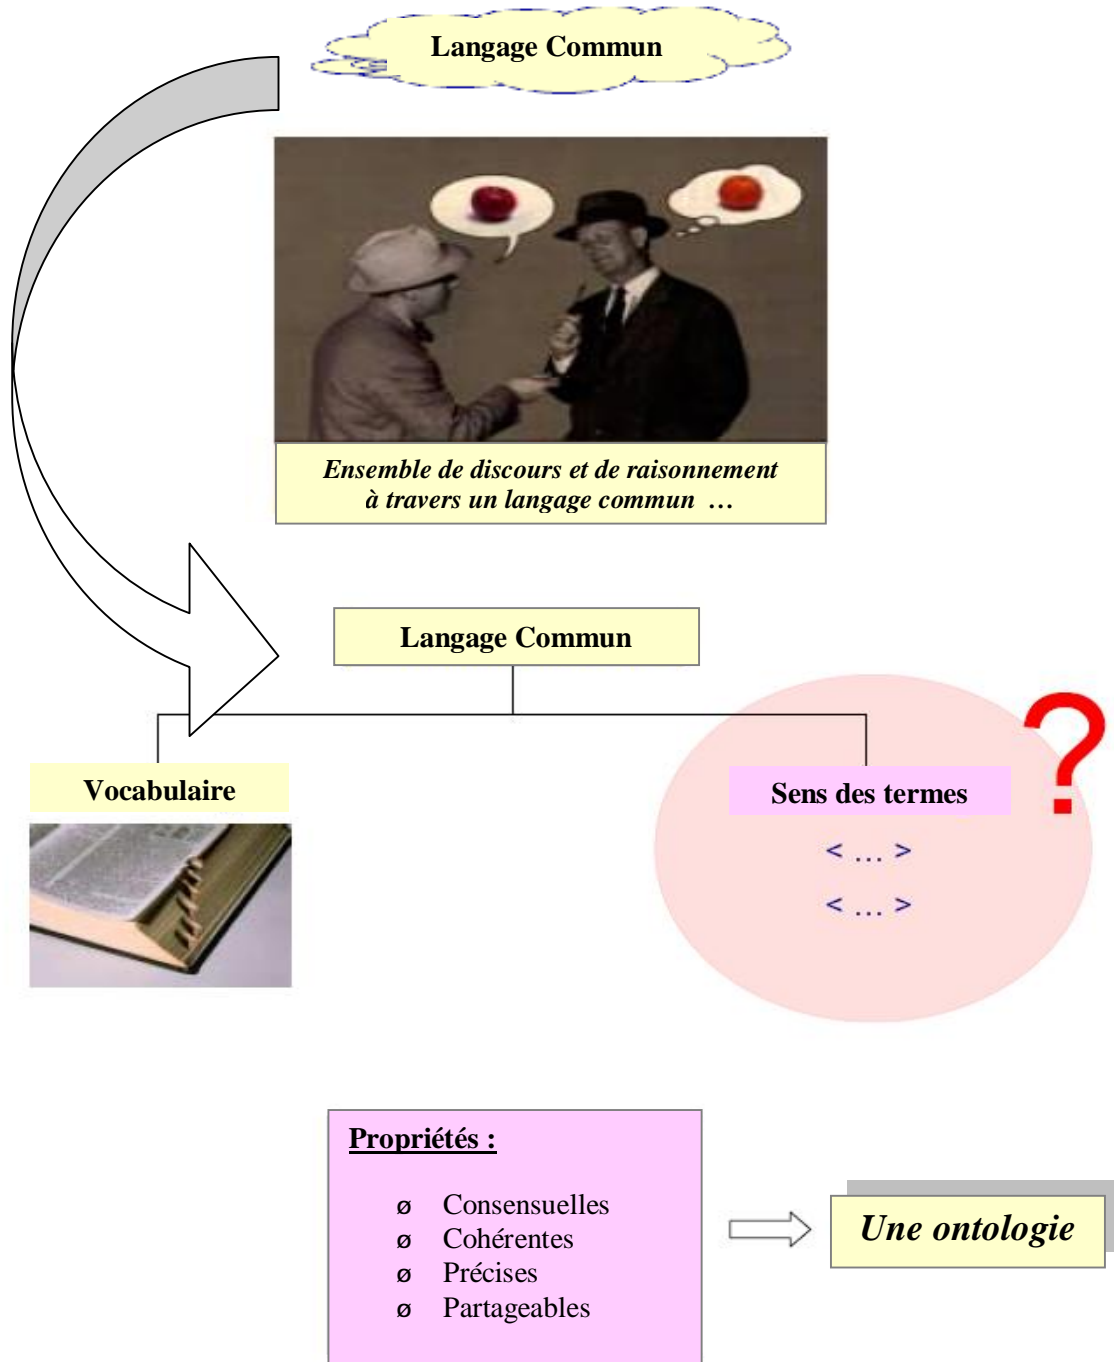 Langage Commun
Ensemble de discours et de raisonnement
à travers un langage commun …
Langage Commun
Vocabulaire
Sens des termes
?
< … >
< … >
Propriétés :
ø Consensuelles
ø Cohérentes
ø Précises
ø Partageables
Une ontologie